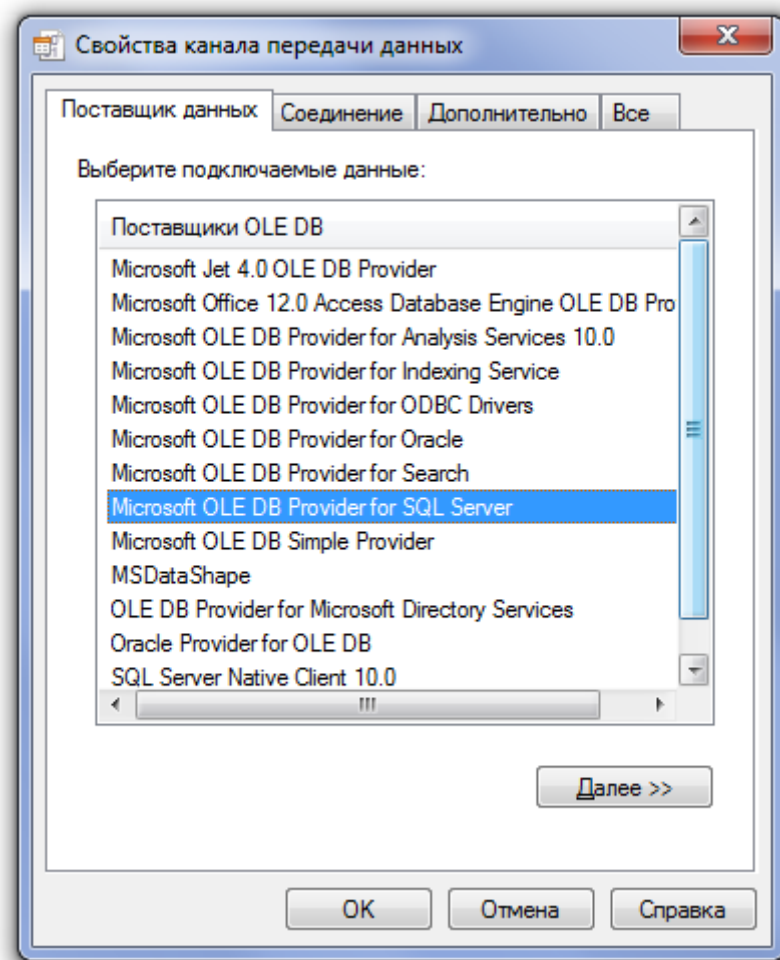 Свойства канала передачи данных
Поставщик данных Соединение Дополнительно Все
Выберите подключаемые данные:
Поставщики OLE DB
Microsoft Jet 4.0 OLE DB Provider
Microsoft Office 12.0 Access Database Engine OLE DB Pro
Microsoft OLE DB Provider for Analysis Services 10.0
Microsoft OLE DB Provider for Indexing Service
Microsoft OLE DB Provider for ODBC Drivers
Microsoft OLE DB Provider for Oracle
Microsoft OLE DB Provider for Search
Microsoft OLE DB Provider for SQL Server
Microsoft OLE DB Simple Provider
MSDataShape
OLE DB Provider for Microsoft Directory Services
Oracle Provider for OLE DB
SQL Server Native Client 10.0
Далее >>
OK Отмена Справка